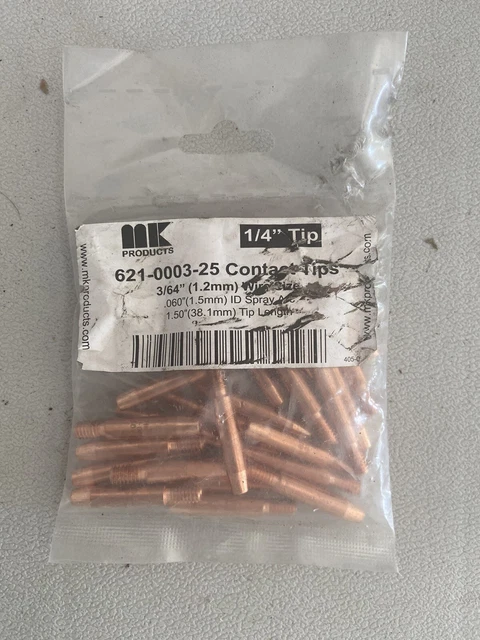 MK
PRODUCTS
1/4" Tip
621-0003-25 Contact Tips
3/64" (1.2mm) Wire Size
.060"(1.5mm) ID Spray Arc
1.50"(38.1mm) Tip Length
www.mkproducts.com
www.mkproducts.com